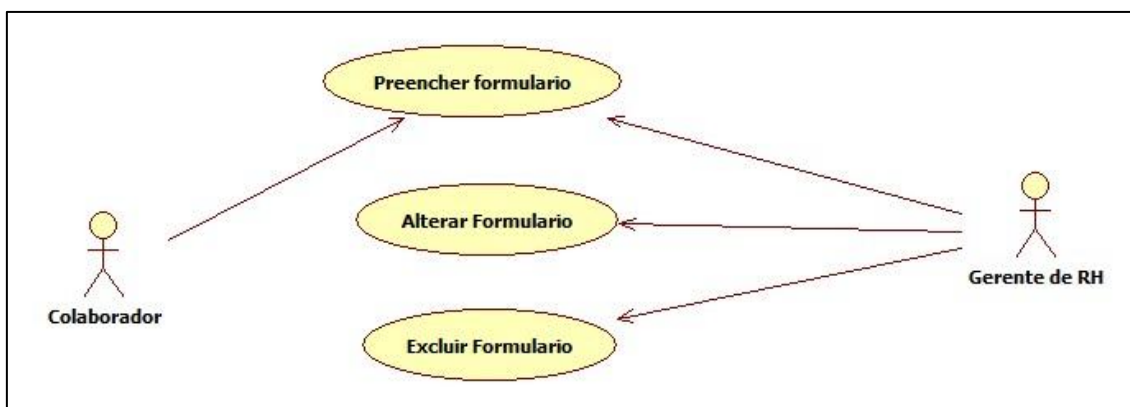 Preencher formulario
Alterar Formulario
Gerente de RH
Colaborador
Excluir Formulario